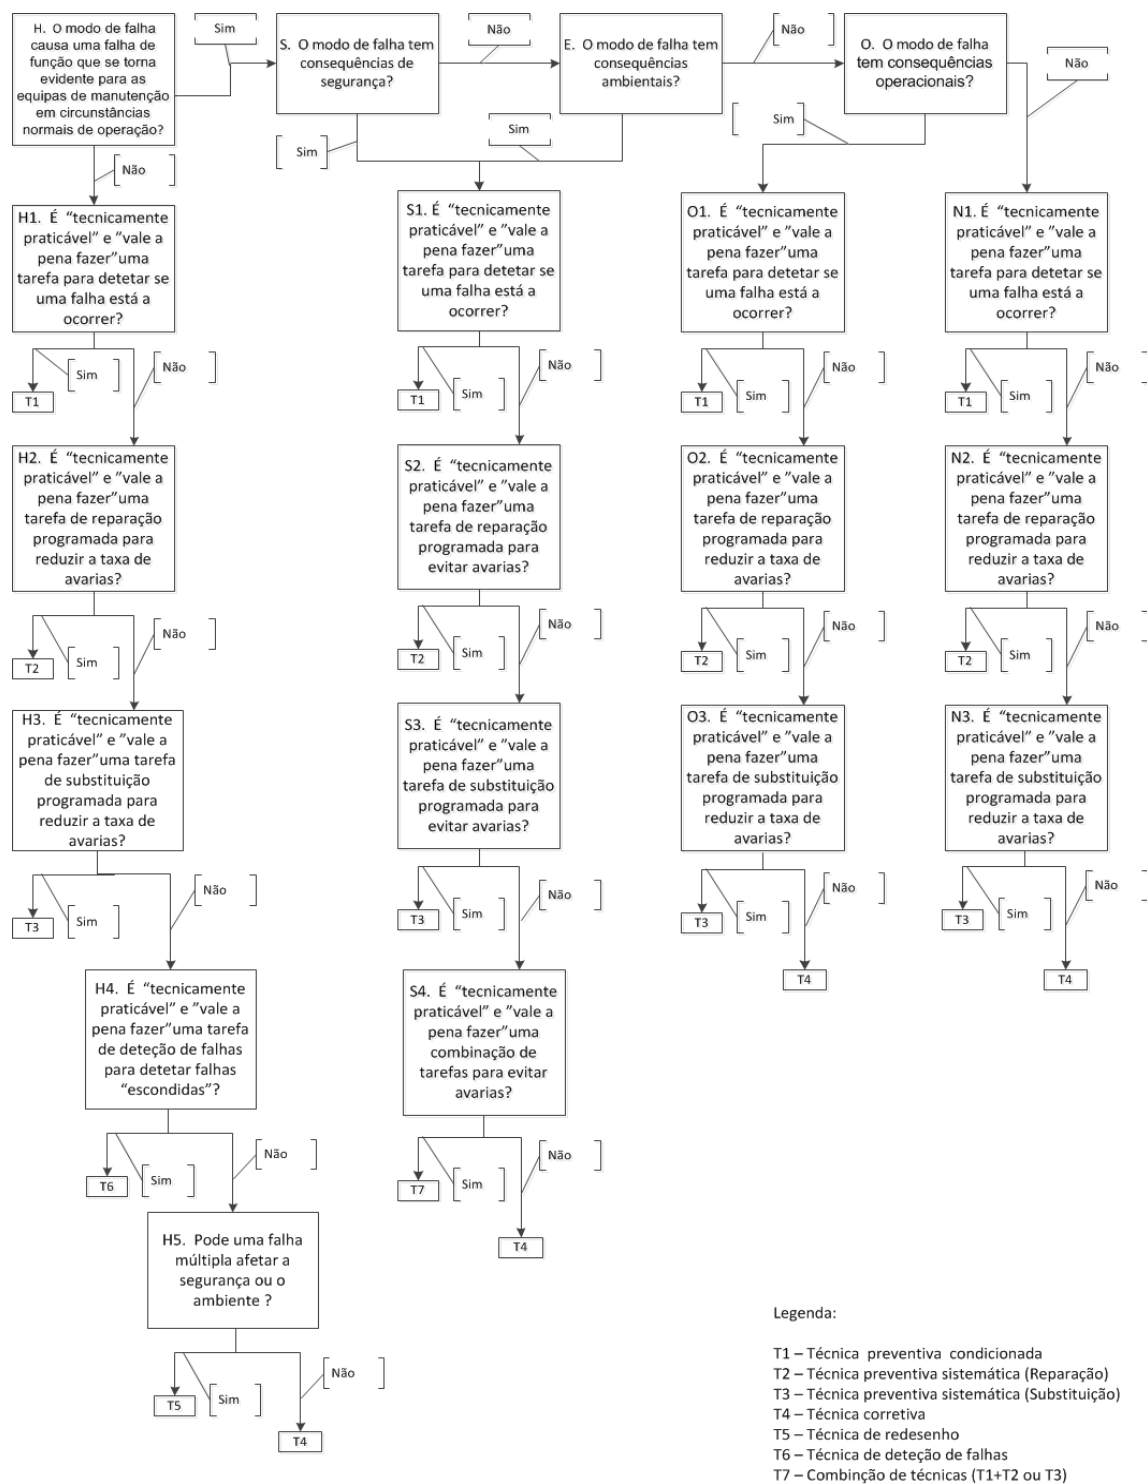 H. O modo de falha
causa uma falha de
função que se torna
evidente para as
equipas de manutenção
em circunstâncias
normais de operação?
Sim
S. O modo de falha tem
consequências de
segurança?
Não
E. O modo de falha tem
consequências
ambientais?
Não
O. O modo de falha
tem consequências
operacionais?
Não
Não
Sim
Sim
Sim
H1. É “tecnicamente
praticável” e ”vale a
pena fazer”uma
tarefa para detetar se
uma falha está a
ocorrer?
S1. É “tecnicamente
praticável” e ”vale a
pena fazer”uma
tarefa para detetar se
uma falha está a
ocorrer?
O1. É “tecnicamente
praticável” e ”vale a
pena fazer”uma
tarefa para detetar se
uma falha está a
ocorrer?
N1. É “tecnicamente
praticável” e ”vale a
pena fazer”uma
tarefa para detetar se
uma falha está a
ocorrer?
T1
Sim
Não
T1
Sim
Não
T1
Sim
Não
T1
Sim
Não
H2. É “tecnicamente
praticável” e ”vale a
pena fazer”uma
tarefa de reparação
programada para
reduzir a taxa de
avarias?
S2. É “tecnicamente
praticável” e ”vale a
pena fazer”uma
tarefa de reparação
programada para
evitar avarias?
O2. É “tecnicamente
praticável” e ”vale a
pena fazer”uma
tarefa de reparação
programada para
reduzir a taxa de
avarias?
N2. É “tecnicamente
praticável” e ”vale a
pena fazer”uma
tarefa de reparação
programada para
reduzir a taxa de
avarias?
T2
Sim
Não
T2
Sim
Não
T2
Sim
Não
T2
Sim
Não
H3. É “tecnicamente
praticável” e ”vale a
pena fazer”uma tarefa
de substituição
programada para
reduzir a taxa de
avarias?
S3. É “tecnicamente
praticável” e ”vale a
pena fazer”uma
tarefa de substituição
programada para
evitar avarias?
O3. É “tecnicamente
praticável” e ”vale a
pena fazer”uma
tarefa de substituição
programada para
reduzir a taxa de
avarias?
N3. É “tecnicamente
praticável” e ”vale a
pena fazer”uma
tarefa de substituição
programada para
reduzir a taxa de
avarias?
T3
Sim
Não
T3
Sim
Não
T3
Sim
Não
T4
T3
Sim
Não
T4
H4. É “tecnicamente
praticável” e ”vale a
pena fazer”uma tarefa
de deteção de falhas
para detetar falhas
“escondidas”?
S4. É “tecnicamente
praticável” e ”vale a
pena fazer”uma
combinação de
tarefas para evitar
avarias?
T6
Sim
Não
T7
Sim
Não
T4
H5. Pode uma falha
múltipla afetar a
segurança ou o
ambiente ?
T5
Sim
Não
T4
Legenda:
T1 – Técnica preventiva condicionada
T2 – Técnica preventiva sistemática (Reparação)
T3 – Técnica preventiva sistemática (Substituição)
T4 – Técnica corretiva
T5 – Técnica de redesenho
T6 – Técnica de deteção de falhas
T7 – Combinção de técnicas (T1+T2 ou T3)